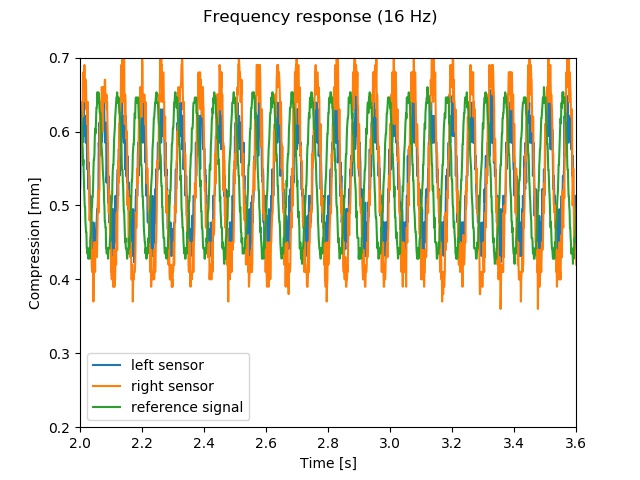 Frequency response (16 Hz)
0.7
0.6
0.5
0.4
0.3
0.2
Compression [mm]
left sensor
right sensor
reference signal
2.0 2.2 2.4 2.6 2.8 3.0 3.2 3.4 3.6
Time [s]